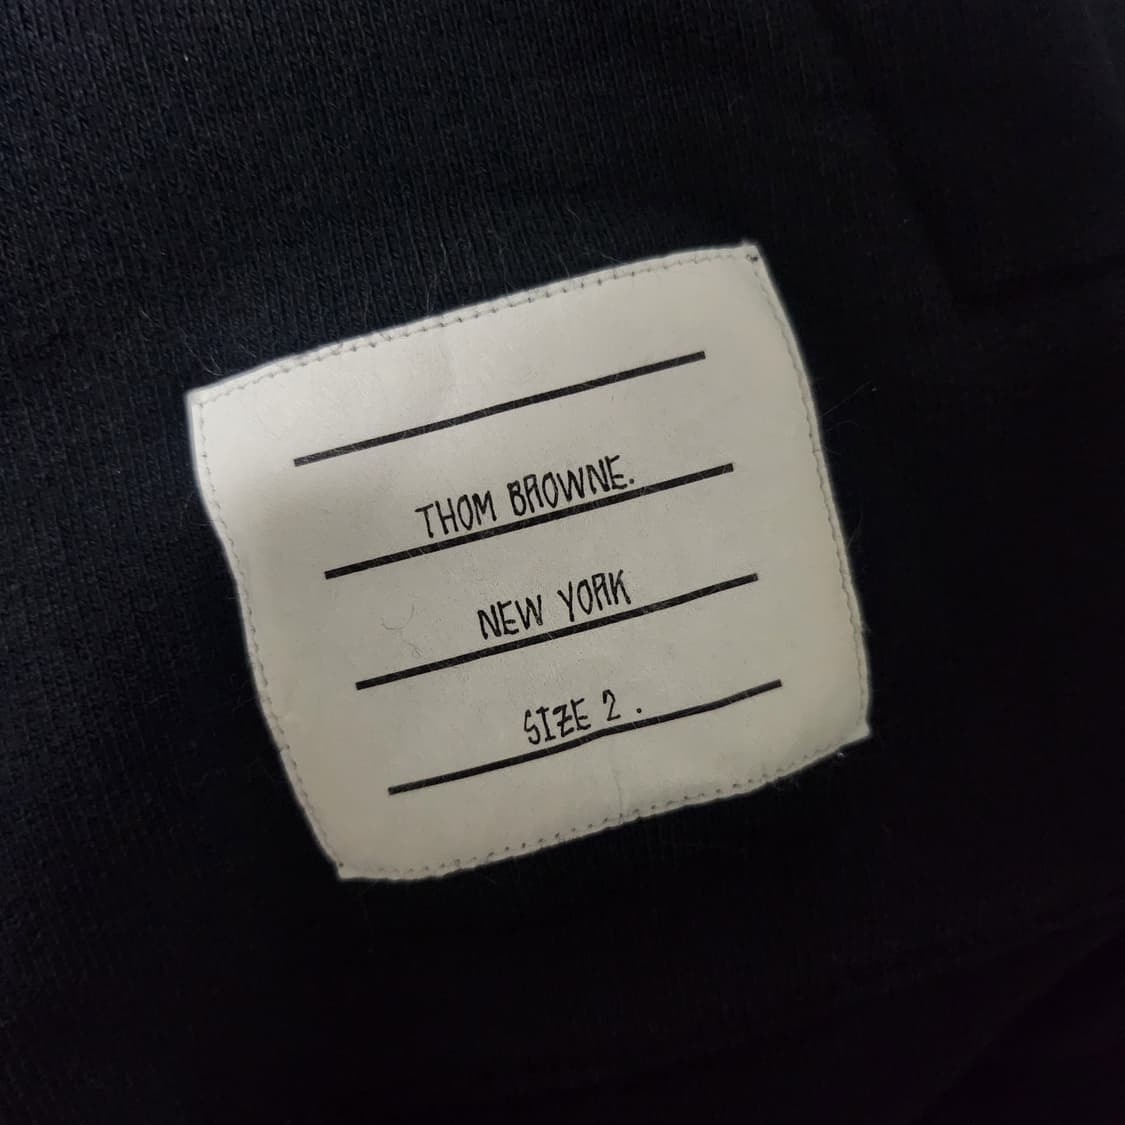 THOM BROWNE.
NEW YORK
SIZE 2 .